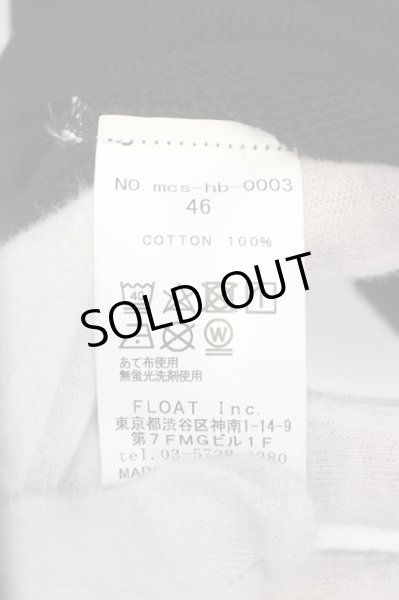 NO. mcs-hb-0003
46
COTTON 100%
40
SOLD OUT
W
あて布使用
無蛍光洗剤使用
FLOAT Inc.
東京都渋谷区神南1-14-9
第7FMGビル1F